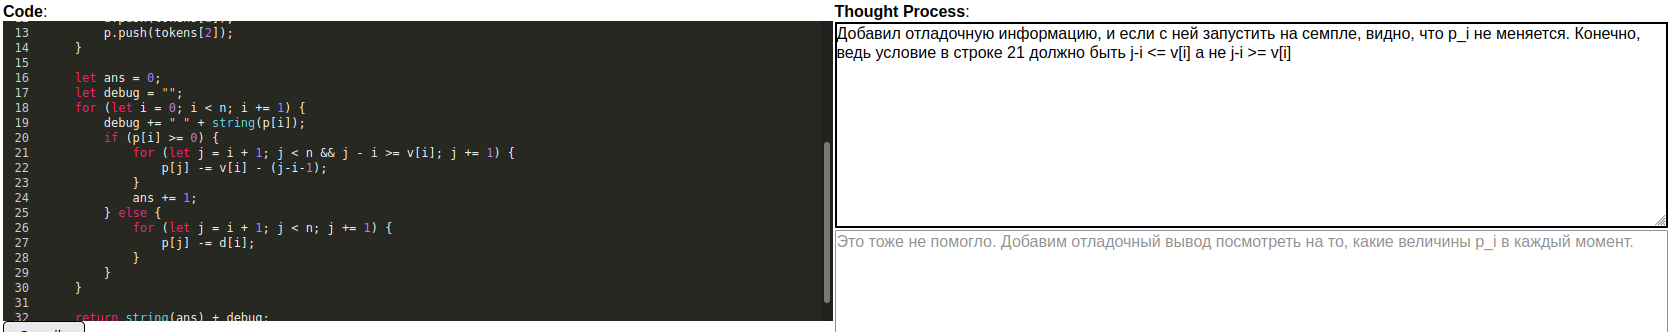 Code:
Thought Process:
13 p.push(tokens[2]);
14 }
15
16 let ans = 0;
17 let debug = "";
18 for (let i = 0; i < n; i += 1) {
19 debug += " " + string(p[i]);
20 if (p[i] >= 0) {
21 for (let j = i + 1; j < n && j - i >= v[i]; j += 1) {
22 p[j] -= v[i] - (j-i-1);
23 }
24 ans += 1;
25 } else {
26 for (let j = i + 1; j < n; j += 1) {
27 p[j] -= d[i];
28 }
29 }
30 }
31
32 return string(ans) + debug;
Добавил отладочную информацию, и если с ней запустить на семпле, видно, что p_i не меняется. Конечно,
ведь условие в строке 21 должно быть j-i <= v[i] а не j-i >= v[i]
Это тоже не помогло. Добавим отладочный вывод посмотреть на то, какие величины p_i в каждый момент.